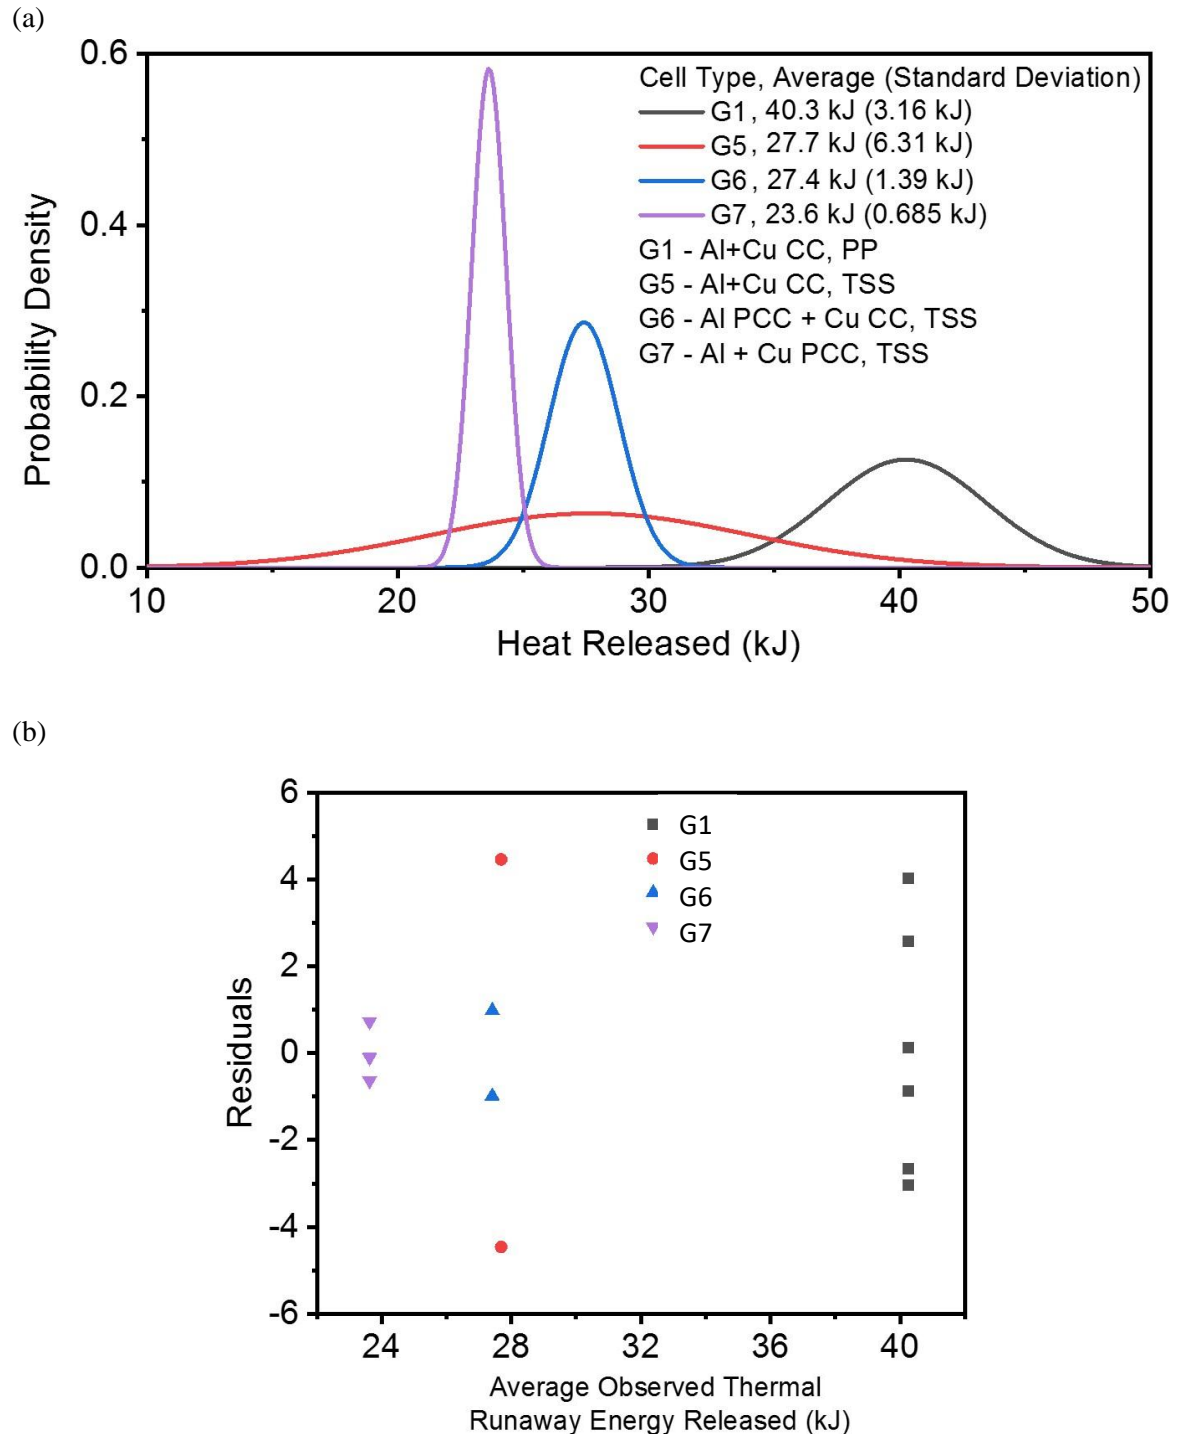 (a)
0.6
0.4
0.2
0.0
Probability Density
Cell Type, Average (Standard Deviation)
G1, 40.3 kJ (3.16 kJ)
G5, 27.7 kJ (6.31 kJ)
G6, 27.4 kJ (1.39 kJ)
G7, 23.6 kJ (0.685 kJ)
G1 - Al+Cu CC, PP
G5 - Al+Cu CC, TSS
G6 - Al PCC + Cu CC, TSS
G7 - Al + Cu PCC, TSS
10 20 30 40 50
Heat Released (kJ)
(b)
6
4
2
0
-2
-4
-6
Residuals
G1
G5
G6
G7
24 28 32 36 40
Average Observed Thermal
Runaway Energy Released (kJ)